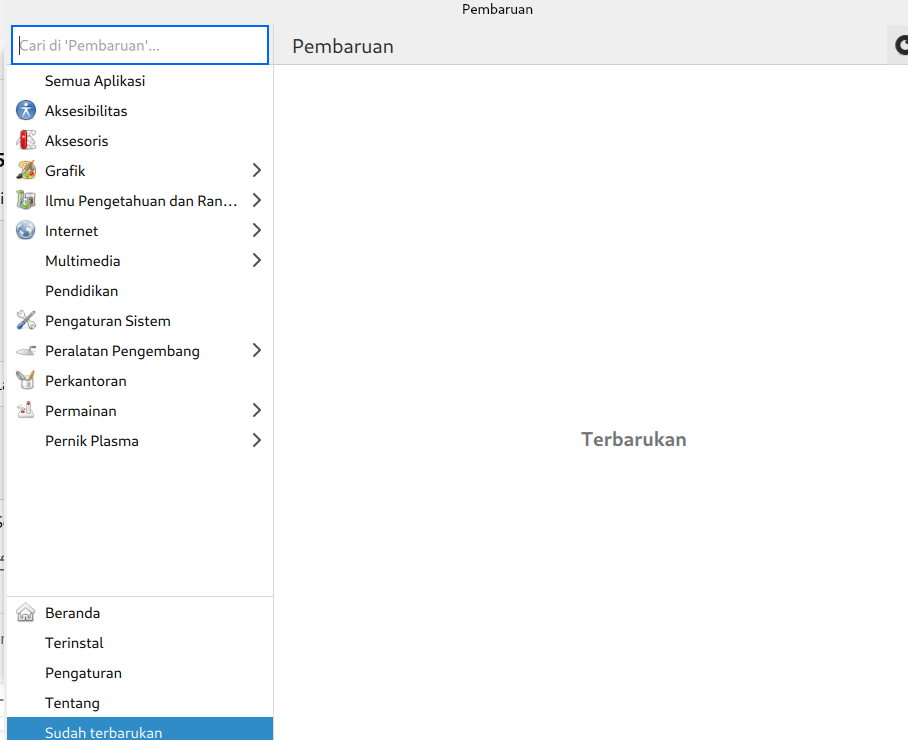 Pembaruan
Cari di 'Pembaruan'...
Pembaruan
Semua Aplikasi
Aksesibilitas
Aksesoris
Grafik
Ilmu Pengetahuan dan Ran...
Internet
Multimedia
Pendidikan
Pengaturan Sistem
Peralatan Pengembang
Perkantoran
Permainan
Pernik Plasma
Terbarukan
Beranda
Terinstal
Pengaturan
Tentang
Sudah terbarukan